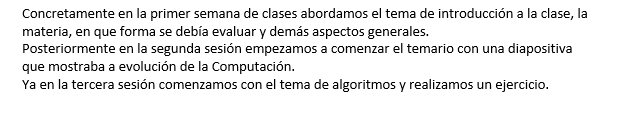 Concretamente en la primer semana de clases abordamos el tema de introducción a la clase, la
materia, en que forma se debía evaluar y demás aspectos generales.
Posteriormente en la segunda sesión empezamos a comenzar el temario con una diapositiva
que mostraba a evolución de la Computación.
Ya en la tercera sesión comenzamos con el tema de algoritmos y realizamos un ejercicio.